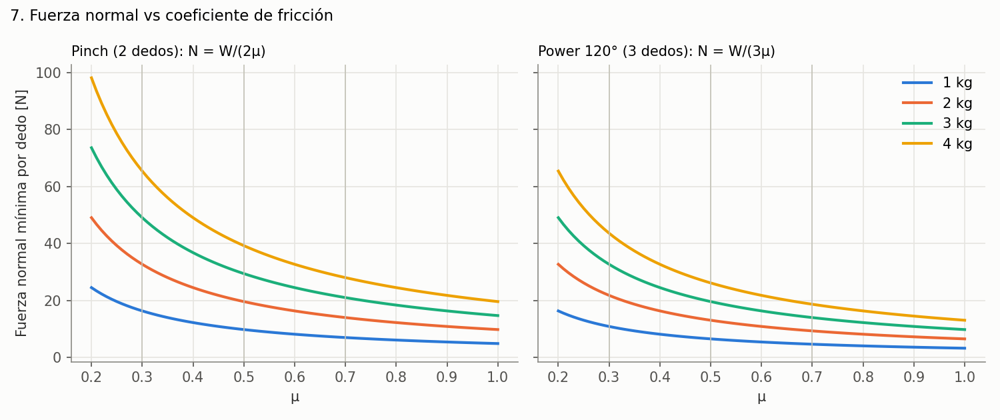 7. Fuerza normal vs coeficiente de fricción
Pinch (2 dedos): N = W/(2μ)
Power 120° (3 dedos): N = W/(3μ)
Fuerza normal mínima por dedo [N]
100
80
60
40
20
0
1 kg
2 kg
3 kg
4 kg
0.2 0.3 0.4 0.5 0.6 0.7 0.8 0.9 1.0
0.2 0.3 0.4 0.5 0.6 0.7 0.8 0.9 1.0
μ
μ